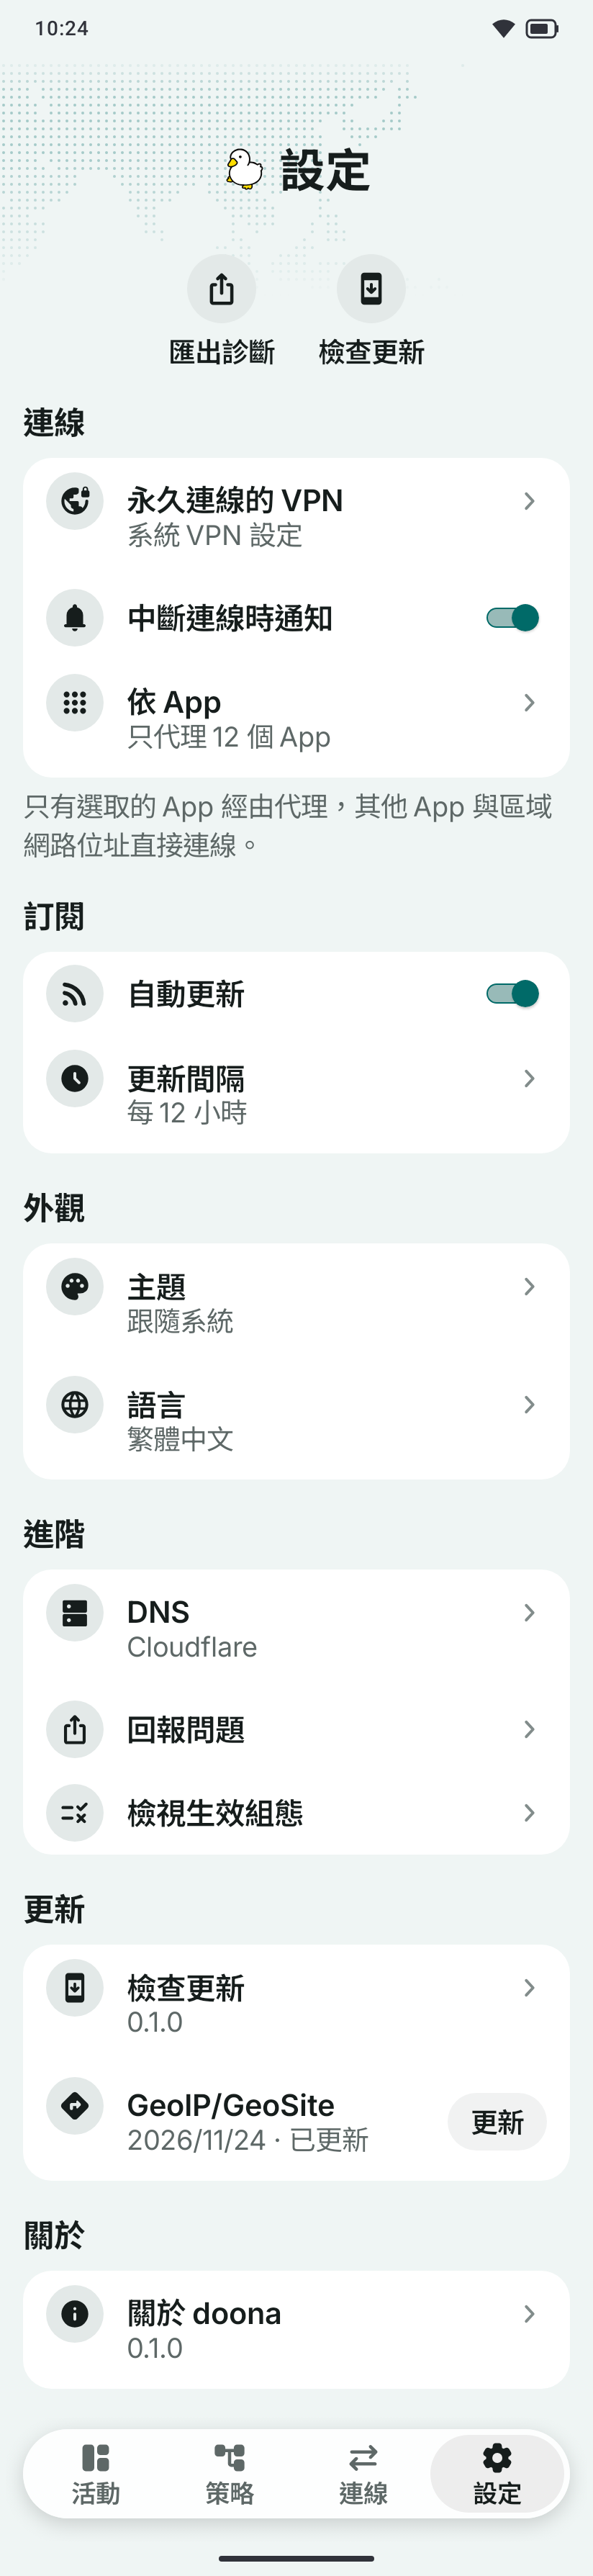 10:24
設定
匯出診斷
檢查更新
連線
永久連線的 VPN
系統 VPN 設定
中斷連線時通知
依 App
只代理 12 個 App
只有選取的 App 經由代理，其他 App 與區域
網路位址直接連線。
訂閱
自動更新
更新間隔
每 12 小時
外觀
主題
跟隨系統
語言
繁體中文
進階
DNS
Cloudflare
回報問題
檢視生效組態
更新
檢查更新
0.1.0
GeoIP/GeoSite
2026/11/24 · 已更新
更新
關於
關於 doona
0.1.0
活動
策略
連線
設定